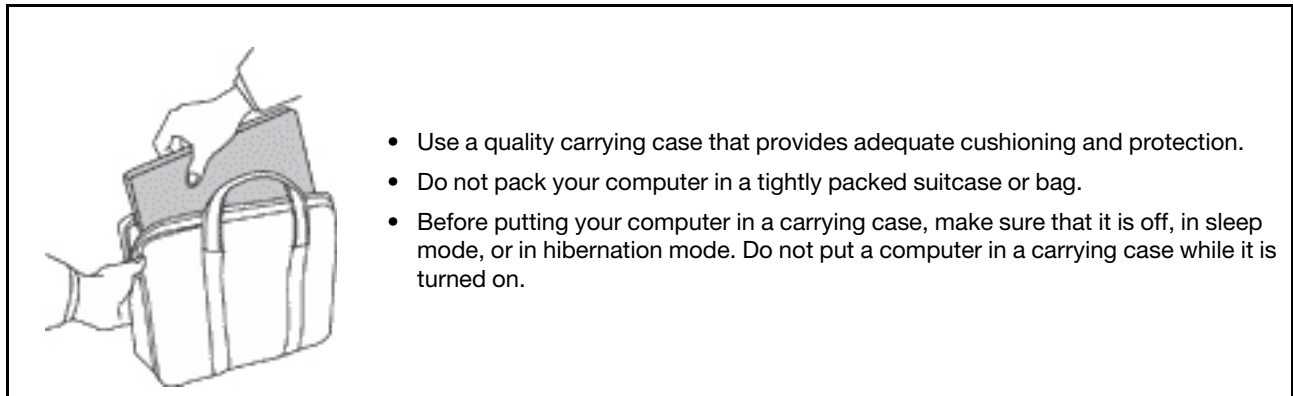 • Use a quality carrying case that provides adequate cushioning and protection.
• Do not pack your computer in a tightly packed suitcase or bag.
• Before putting your computer in a carrying case, make sure that it is off, in sleep
mode, or in hibernation mode. Do not put a computer in a carrying case while it is
turned on.